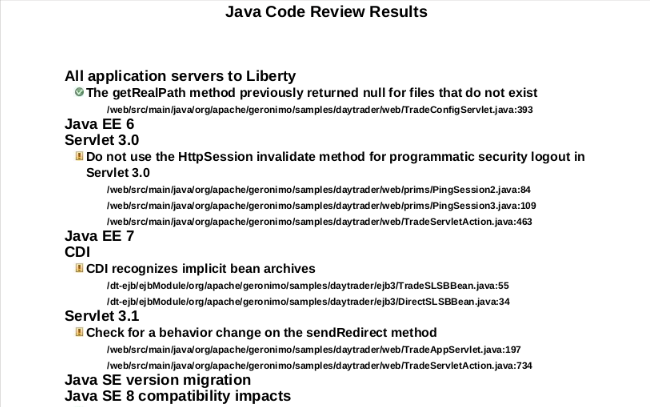 Java Code Review Results
All application servers to Liberty
The getRealPath method previously returned null for files that do not exist
/web/src/main/java/org/apache/geronimo/samples/daytrader/web/TradeConfigServlet.java:393
Java EE 6
Servlet 3.0
Do not use the HttpSession invalidate method for programmatic security logout in
Servlet 3.0
/web/src/main/java/org/apache/geronimo/samples/daytrader/web/prims/PingSession2.java:84
/web/src/main/java/org/apache/geronimo/samples/daytrader/web/prims/PingSession3.java:109
/web/src/main/java/org/apache/geronimo/samples/daytrader/web/TradeServletAction.java:463
Java EE 7
CDI
CDI recognizes implicit bean archives
/dt-ejb/ejbModule/org/apache/geronimo/samples/daytrader/ejb3/TradeSLSBBean.java:55
/dt-ejb/ejbModule/org/apache/geronimo/samples/daytrader/ejb3/DirectSLSBBean.java:34
Servlet 3.1
Check for a behavior change on the sendRedirect method
/web/src/main/java/org/apache/geronimo/samples/daytrader/web/TradeAppServlet.java:197
/web/src/main/java/org/apache/geronimo/samples/daytrader/web/TradeServletAction.java:734
Java SE version migration
Java SE 8 compatibility impacts